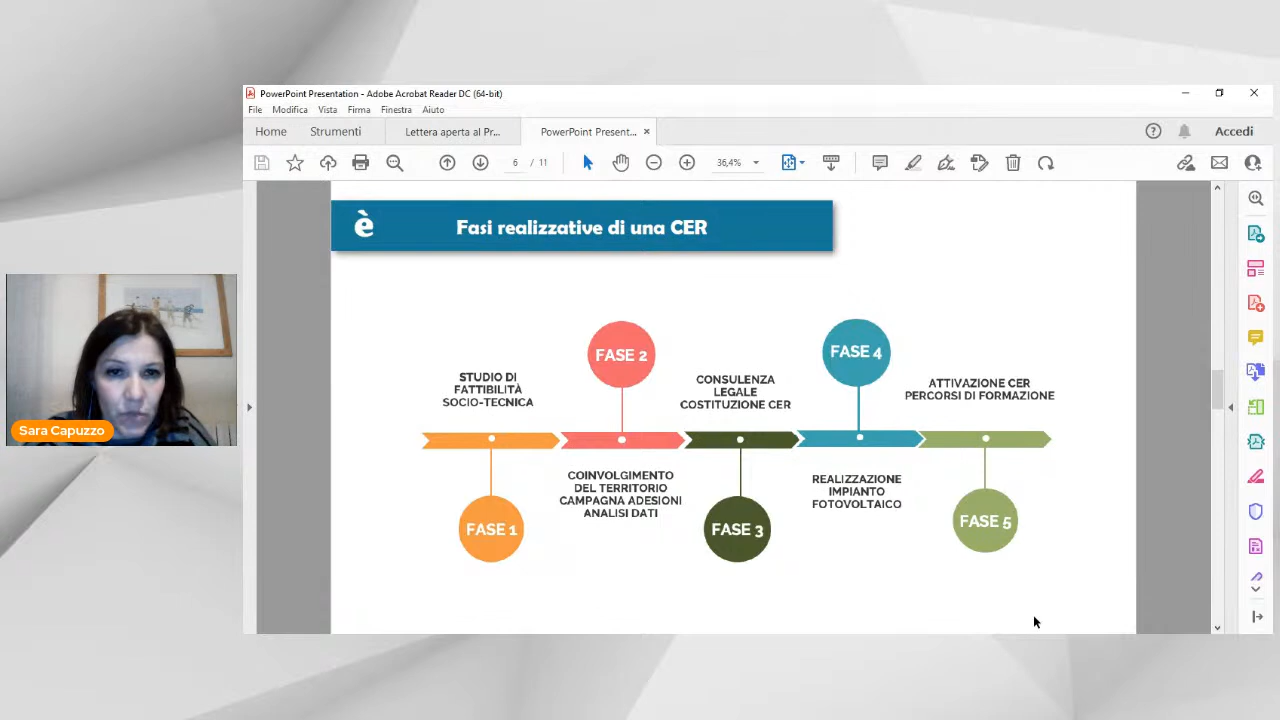 PowerPoint Presentation - Adobe Acrobat Reader DC (64-bit)
File Modifica Vista Firma Finestra Aiuto
Home Strumenti Lettera aperta al Pr... PowerPoint Present... × Accedi
6 / 11 36,4%
è Fasi realizzative di una CER
FASE 2
FASE 4
STUDIO DI
FATTIBILITÀ
SOCIO-TECNICA
CONSULENZA
LEGALE
COSTITUZIONE CER
ATTIVAZIONE CER
PERCORSI DI FORMAZIONE
Sara Capuzzo
COINVOLGIMENTO
DEL TERRITORIO
CAMPAGNA ADESIONI
ANALISI DATI
REALIZZAZIONE
IMPIANTO
FOTOVOLTAICO
FASE 1
FASE 3
FASE 5